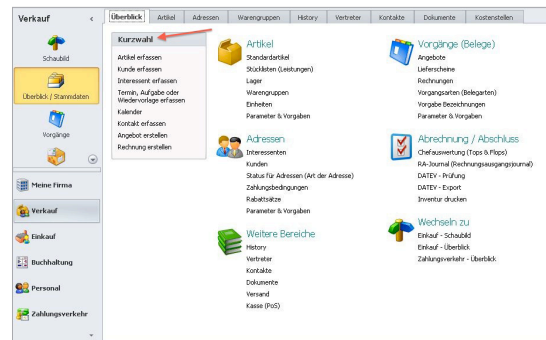 Verkauf
Schaubild
Überblick / Stammdaten
Vorgänge
Meine Firma
Verkauf
Einkauf
Buchhaltung
Personal
Zahlungsverkehr
Überblick Artikel Adressen Warengruppen History Vertreter Kontakte Dokumente Kostenstellen
Kurzwahl
Artikel erfassen
Kunde erfassen
Interessent erfassen
Termin, Aufgabe oder
Wiedervorlage erfassen
Kalender
Kontakt erfassen
Angebot erstellen
Rechnung erstellen
Artikel
Standardartikel
Stücklisten (Leistungen)
Lager
Warengruppen
Einheiten
Parameter & Vorgaben
Adressen
Interessenten
Kunden
Status für Adressen (Art der Adresse)
Zahlungsbedingungen
Rabattsätze
Parameter & Vorgaben
Weitere Bereiche
History
Vertreter
Kontakte
Dokumente
Versand
Kasse (PoS)
Vorgänge (Belege)
Angebote
Lieferscheine
Rechnungen
Vorgangsarten (Belegarten)
Vorgabe Bezeichnungen
Parameter & Vorgaben
Abrechnung / Abschluss
Chefauswertung (Tops & Flops)
RA-Journal (Rechnungsausgangsjournal)
DATEV - Prüfung
DATEV - Export
Inventur drucken
Wechseln zu
Einkauf - Schaubild
Einkauf - Überblick
Zahlungsverkehr - Überblick